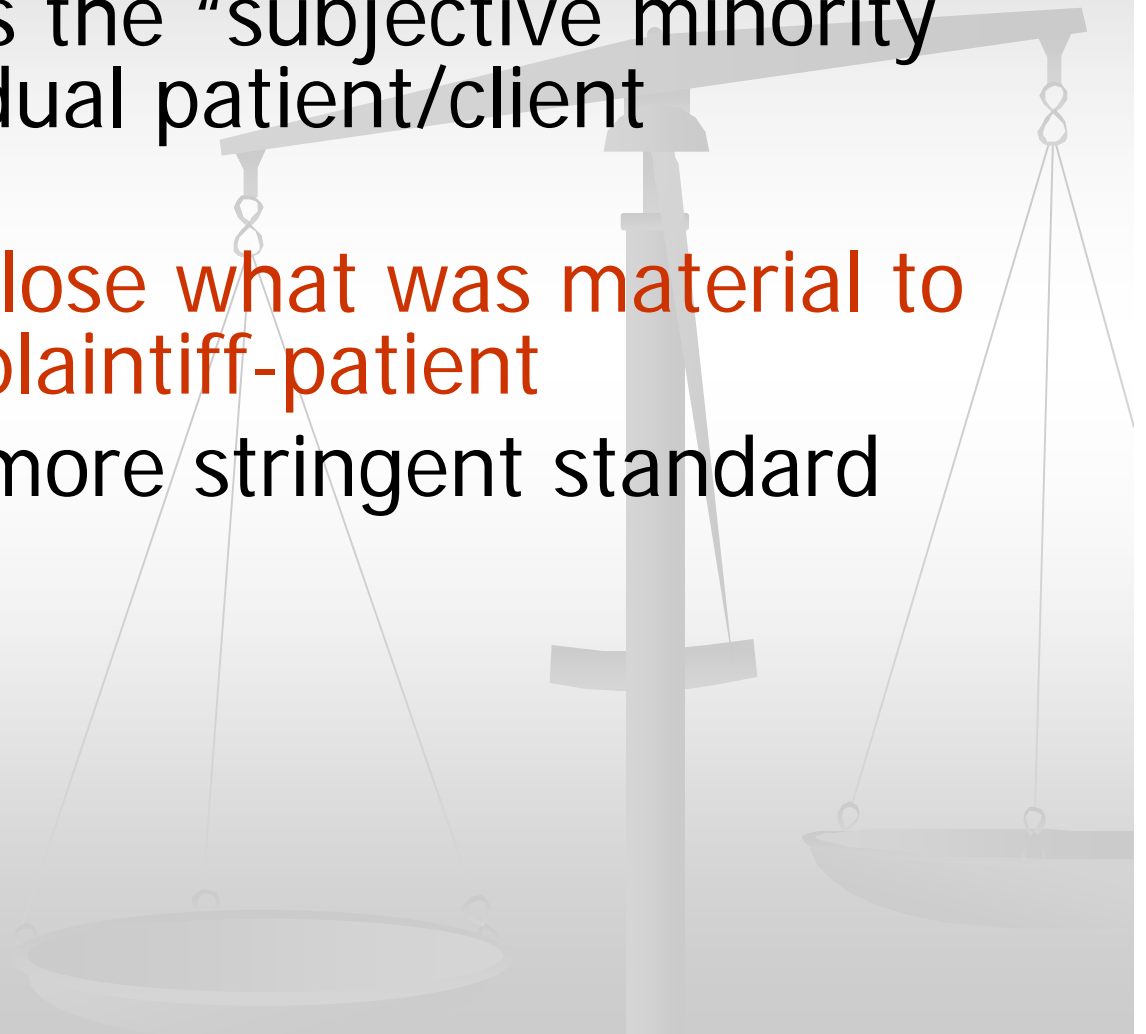 s the “subjective minority
dual patient/client
lose what was material to
plaintiff-patient
more stringent standard